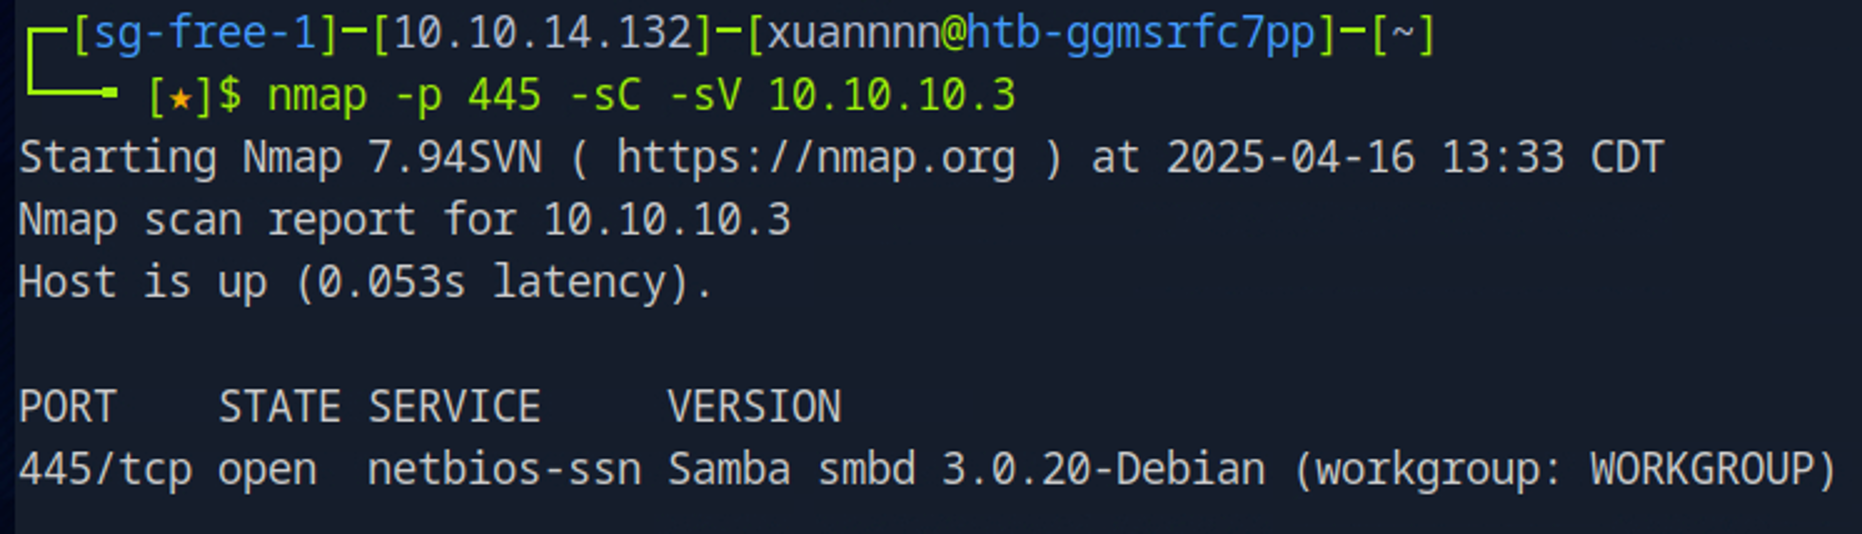 ┌─[sg-free-1]─[10.10.14.132]─[xuannnn@htb-ggmsrfc7pp]─[~]
└──╼ [★]$ nmap -p 445 -sC -sV 10.10.10.3
Starting Nmap 7.94SVN ( https://nmap.org ) at 2025-04-16 13:33 CDT
Nmap scan report for 10.10.10.3
Host is up (0.053s latency).
PORT    STATE SERVICE     VERSION
445/tcp open  netbios-ssn Samba smbd 3.0.20-Debian (workgroup: WORKGROUP)